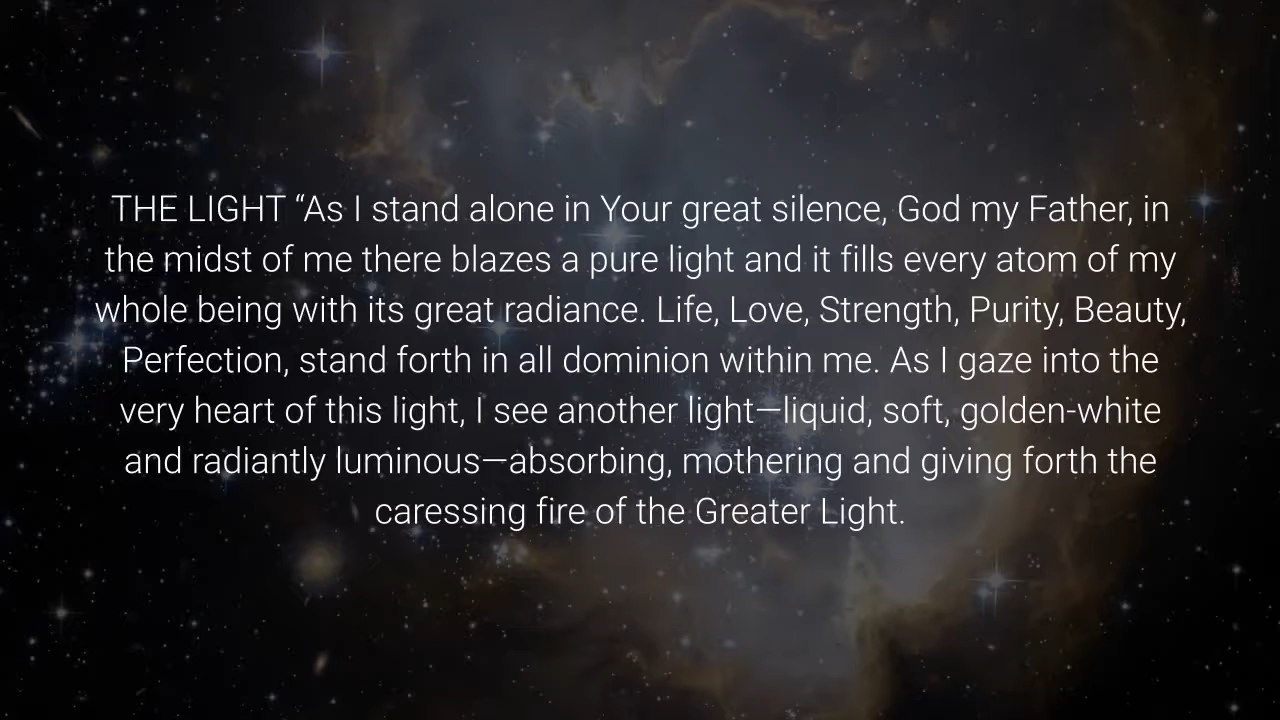 THE LIGHT “As I stand alone in Your great silence, God my Father, in
the midst of me there blazes a pure light and it fills every atom of my
whole being with its great radiance. Life, Love, Strength, Purity, Beauty,
Perfection, stand forth in all dominion within me. As I gaze into the
very heart of this light, I see another light—liquid, soft, golden-white
and radiantly luminous—absorbing, mothering and giving forth the
caressing fire of the Greater Light.